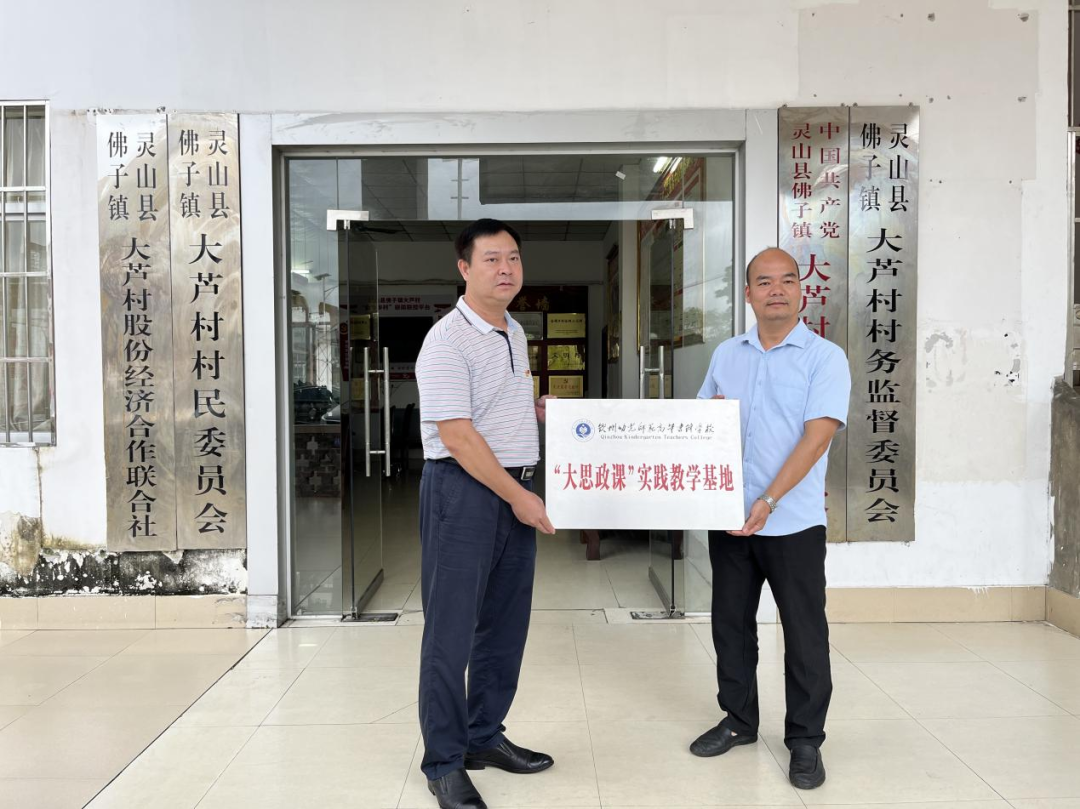 灵山县
佛子镇
大芦村股份经济合作联合社
灵山县
佛子镇
大芦村村民委员会
中国共产党
灵山县佛子镇
大芦村
灵山县
佛子镇
大芦村村务监督委员会
钦州幼儿师范高等专科学校
Qinzhou Kindergarten Teachers College
“大思政课”实践教学基地